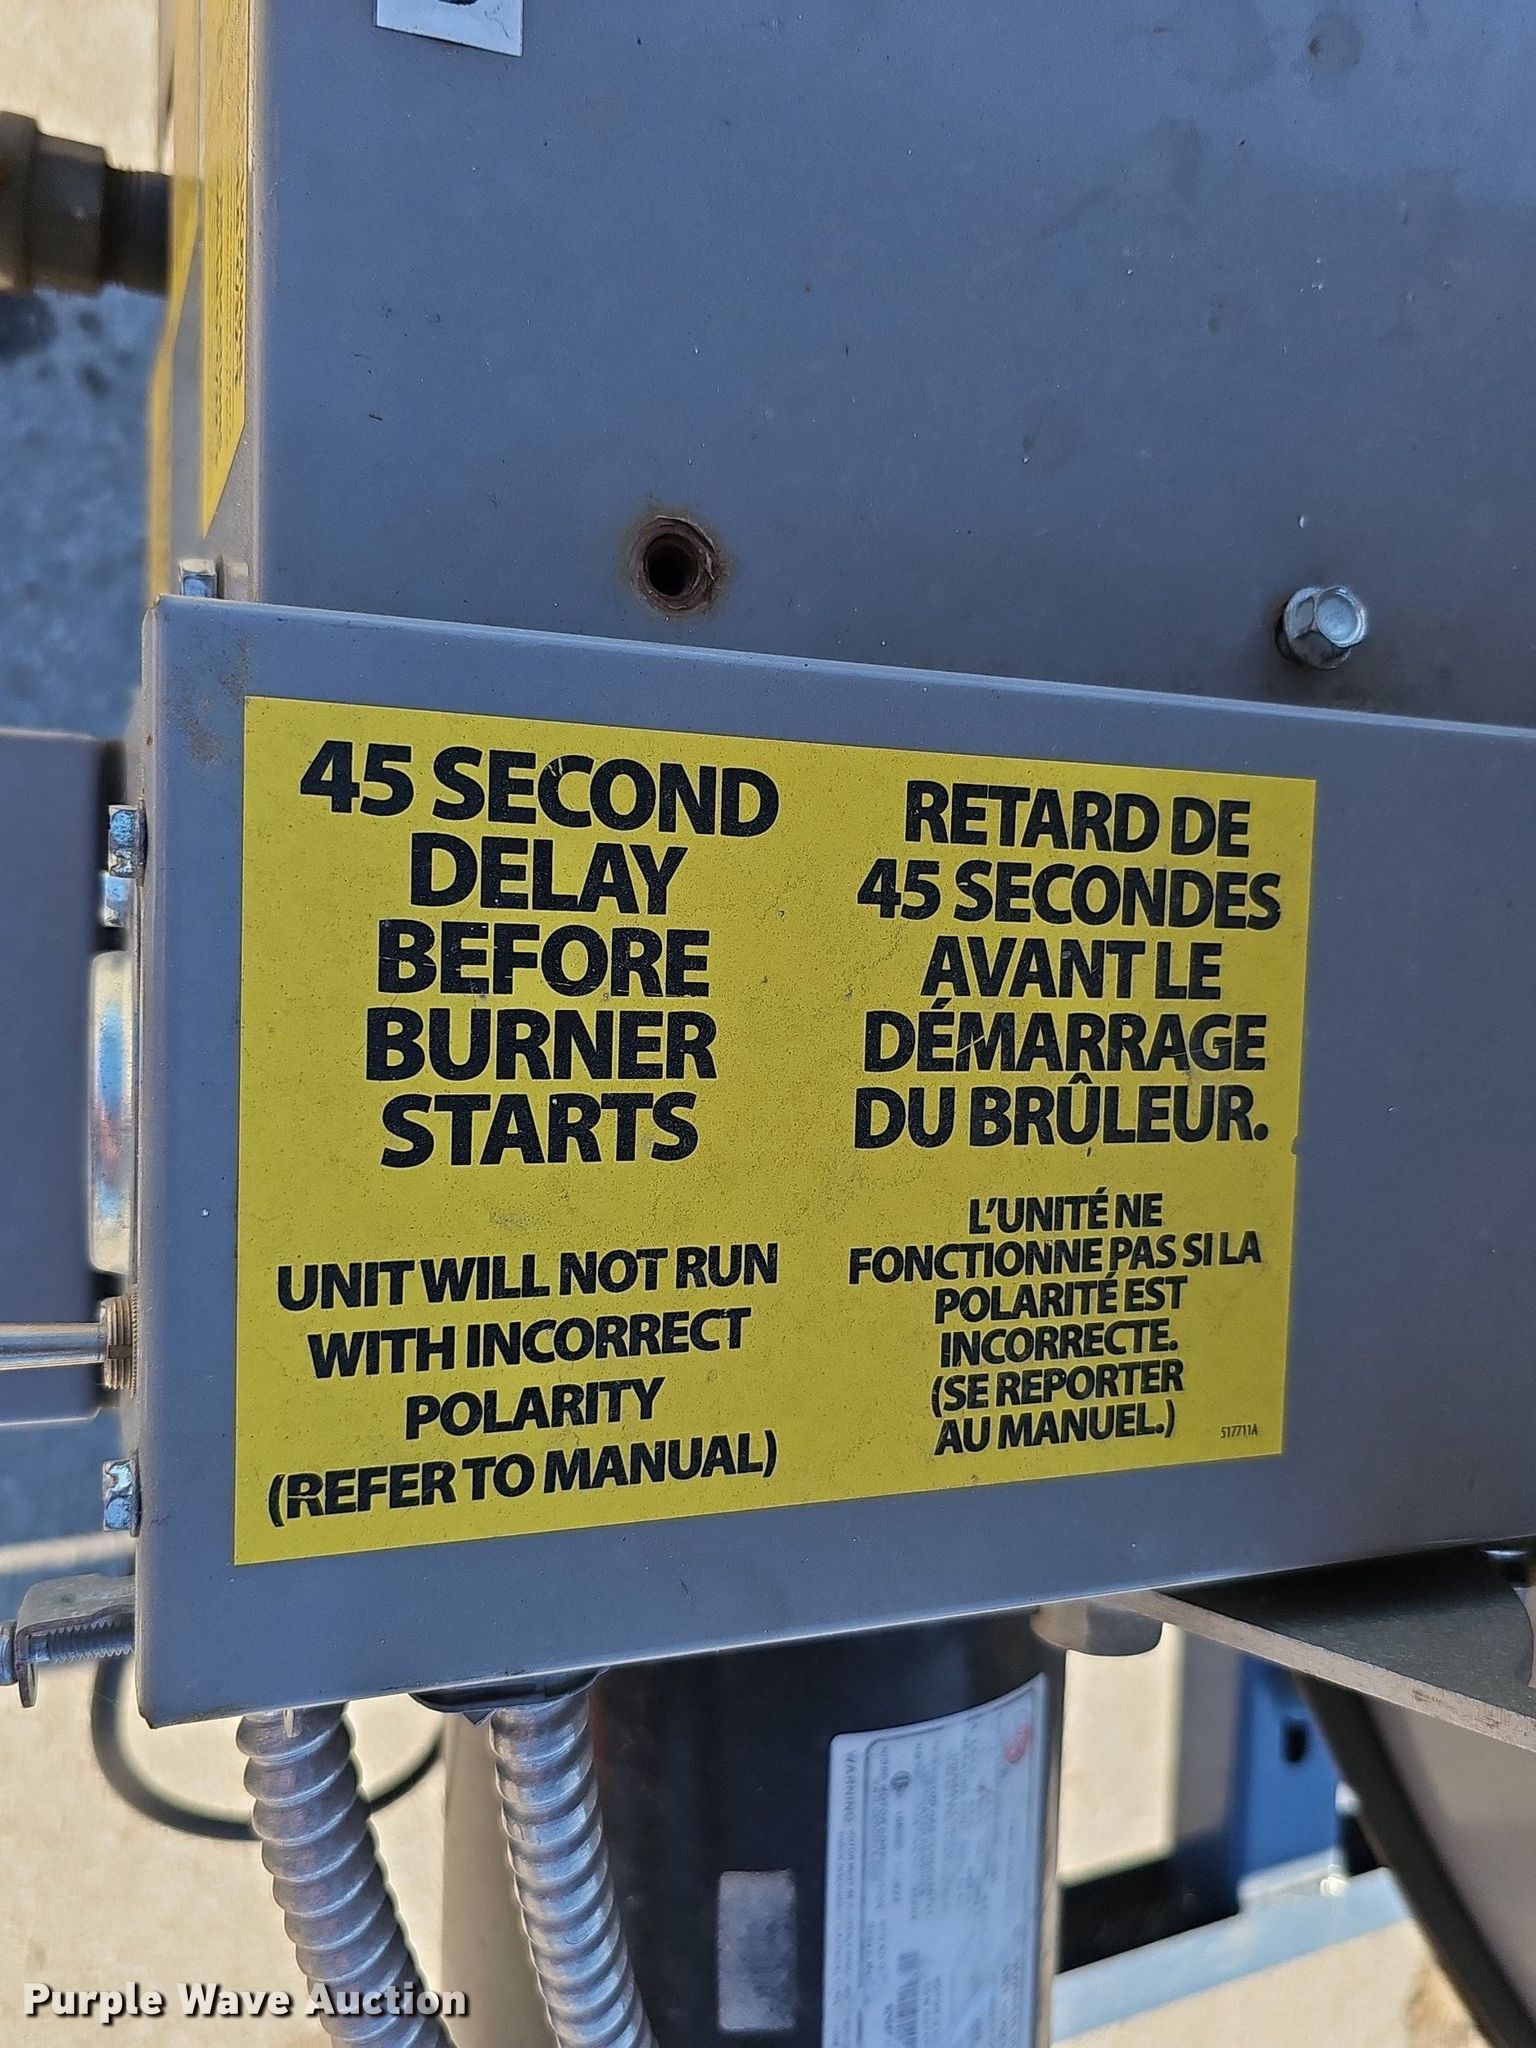 45 SECOND
DELAY
BEFORE
BURNER
STARTS
UNIT WILL NOT RUN
WITH INCORRECT
POLARITY
(REFER TO MANUAL)
RETARD DE
45 SECONDES
AVANT LE
DÉMARRAGE
DU BRÛLEUR.
L'UNITÉ NE
FONCTIONNE PAS SI LA
POLARITÉ EST
INCORRECTE.
(SE REPORTER
AU MANUEL.)
517711A
WARNING
Purple Wave Auction